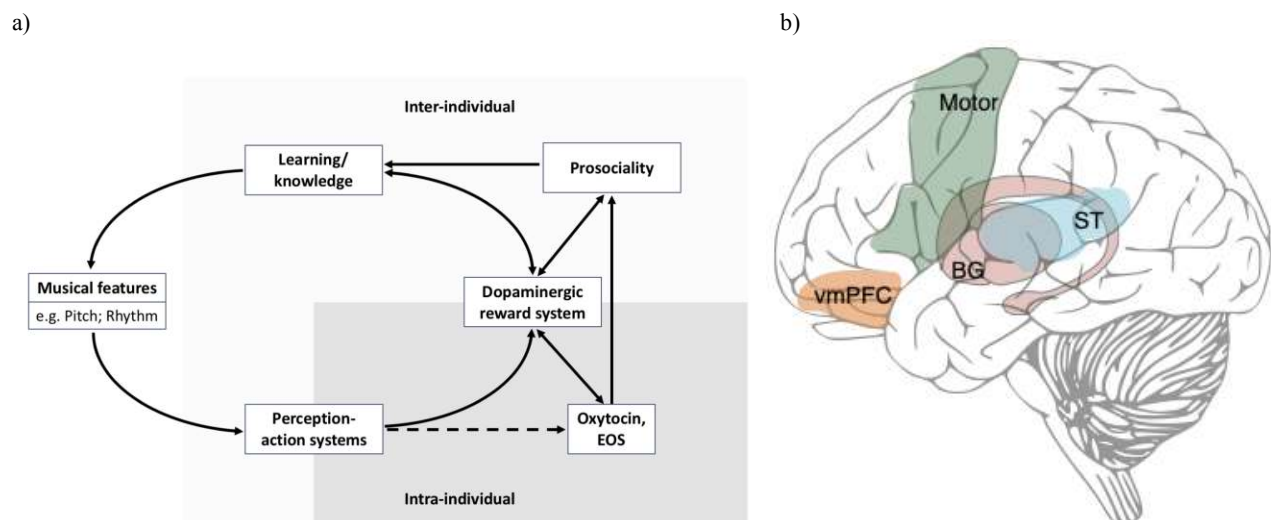 a)
Inter-individual
Learning/
knowledge
Prosociality
Musical features
e.g. Pitch; Rhythm
Dopaminergic
reward system
Perception-
action systems
Oxytocin,
EOS
Intra-individual
b)
Motor
ST
BG
vmPFC